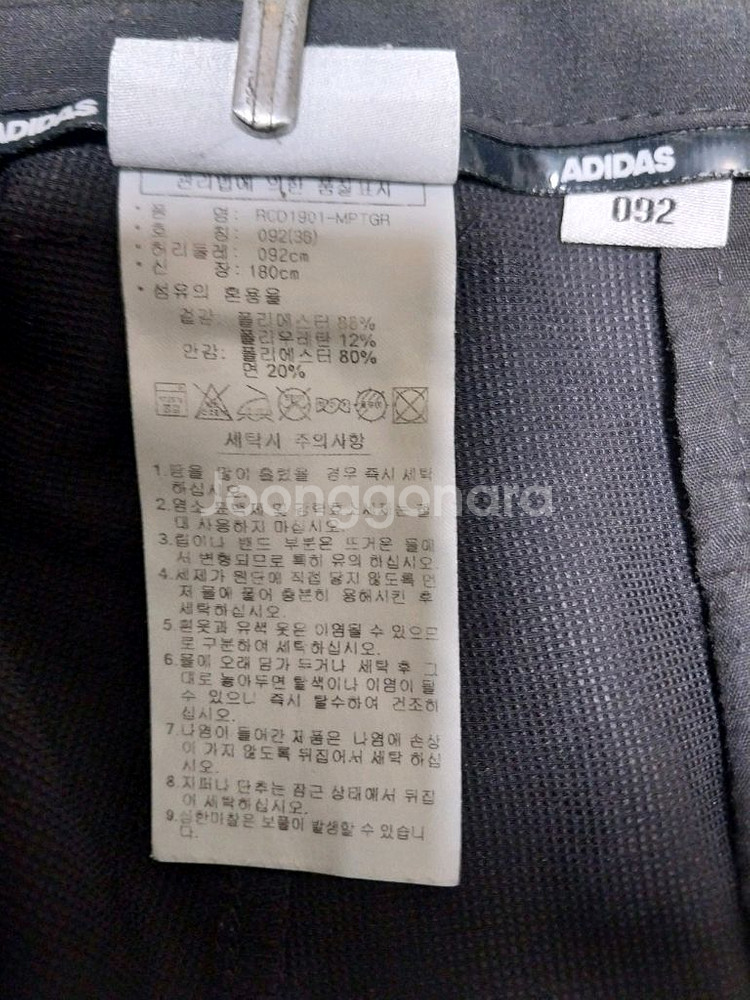 ADIDAS
ADIDAS
092
관리법에 의한 품질표시
* 품 명: RCD1901-MPTGR
* 호 칭: 092(36)
* 허리둘레: 092cm
* 신 장: 180cm
* 섬유의 혼용율
겉감: 폴리에스터 88%
폴리우레탄 12%
안감: 폴리에스터 80%
면 20%
세탁시 주의사항
1.땀을 많이 흘렸을 경우 즉시 세탁
하십시오.
2.염소 표백제
대 사용하지 마십시오.
3.립이나 밴드 부분은 뜨거운 물에
서 변형되므로 특히 유의 하십시오.
4.세제가 원단에 직접 닿지 않도록 먼
저 물에 풀어 충분히 용해시킨 후
세탁하십시오.
5.흰옷과 유색 옷은 이염될 수 있으므
로 구분하여 세탁하십시오.
6.물에 오래 담가 두거나 세탁 후 그
대로 놓아두면 탈색이나 이염이 될
수 있으니 즉시 탈수하여 건조하
십시오.
7.나염이 들어간 제품은 나염에 손상
이 가지 않도록 뒤집어서 세탁 하십
시오.
8.지퍼나 단추는 잠근 상태에서 뒤집
어 세탁하십시오.
9.심한마찰은 보풀이 발생할 수 있습니
다.
Joonggonara